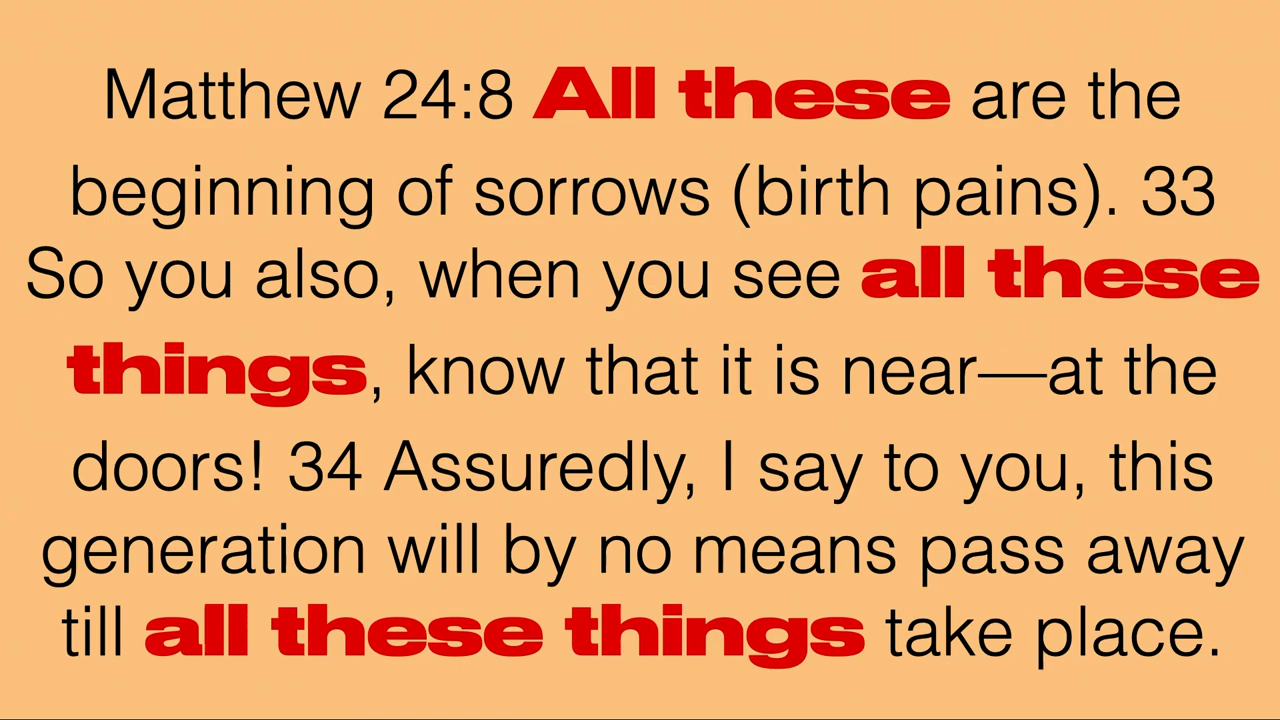 Matthew 24:8 All these are the
beginning of sorrows (birth pains). 33
So you also, when you see all these
things, know that it is near—at the
doors! 34 Assuredly, I say to you, this
generation will by no means pass away
till all these things take place.